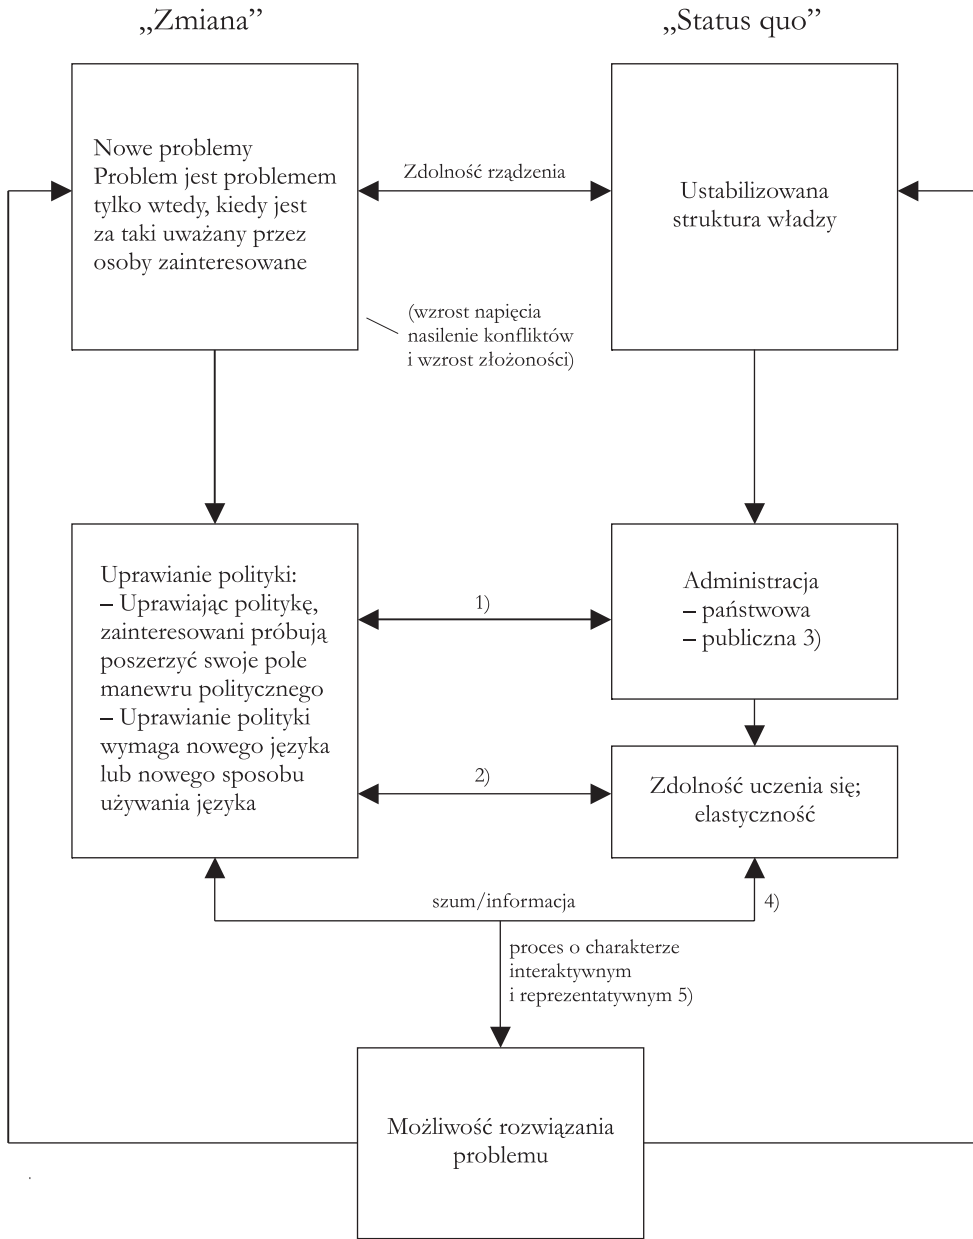 „Zmiana”
„Status quo”
Nowe problemy
Problem jest problemem
tylko wtedy, kiedy jest
za taki uważany przez
osoby zainteresowane
Zdolność rządzenia
Ustabilizowana
struktura władzy
(wzrost napięcia
nasilenie konfliktów
i wzrost złożoności)
Uprawianie polityki:
– Uprawiając politykę,
zainteresowani próbują
poszerzyć swoje pole
manewru politycznego
– Uprawianie polityki
wymaga nowego języka
lub nowego sposobu
używania języka
1)
Administracja
– państwowa
– publiczna 3)
2)
Zdolność uczenia się;
elastyczność
szum/informacja
4)
proces o charakterze
interaktywnym
i reprezentatywnym 5)
Możliwość rozwiązania
problemu